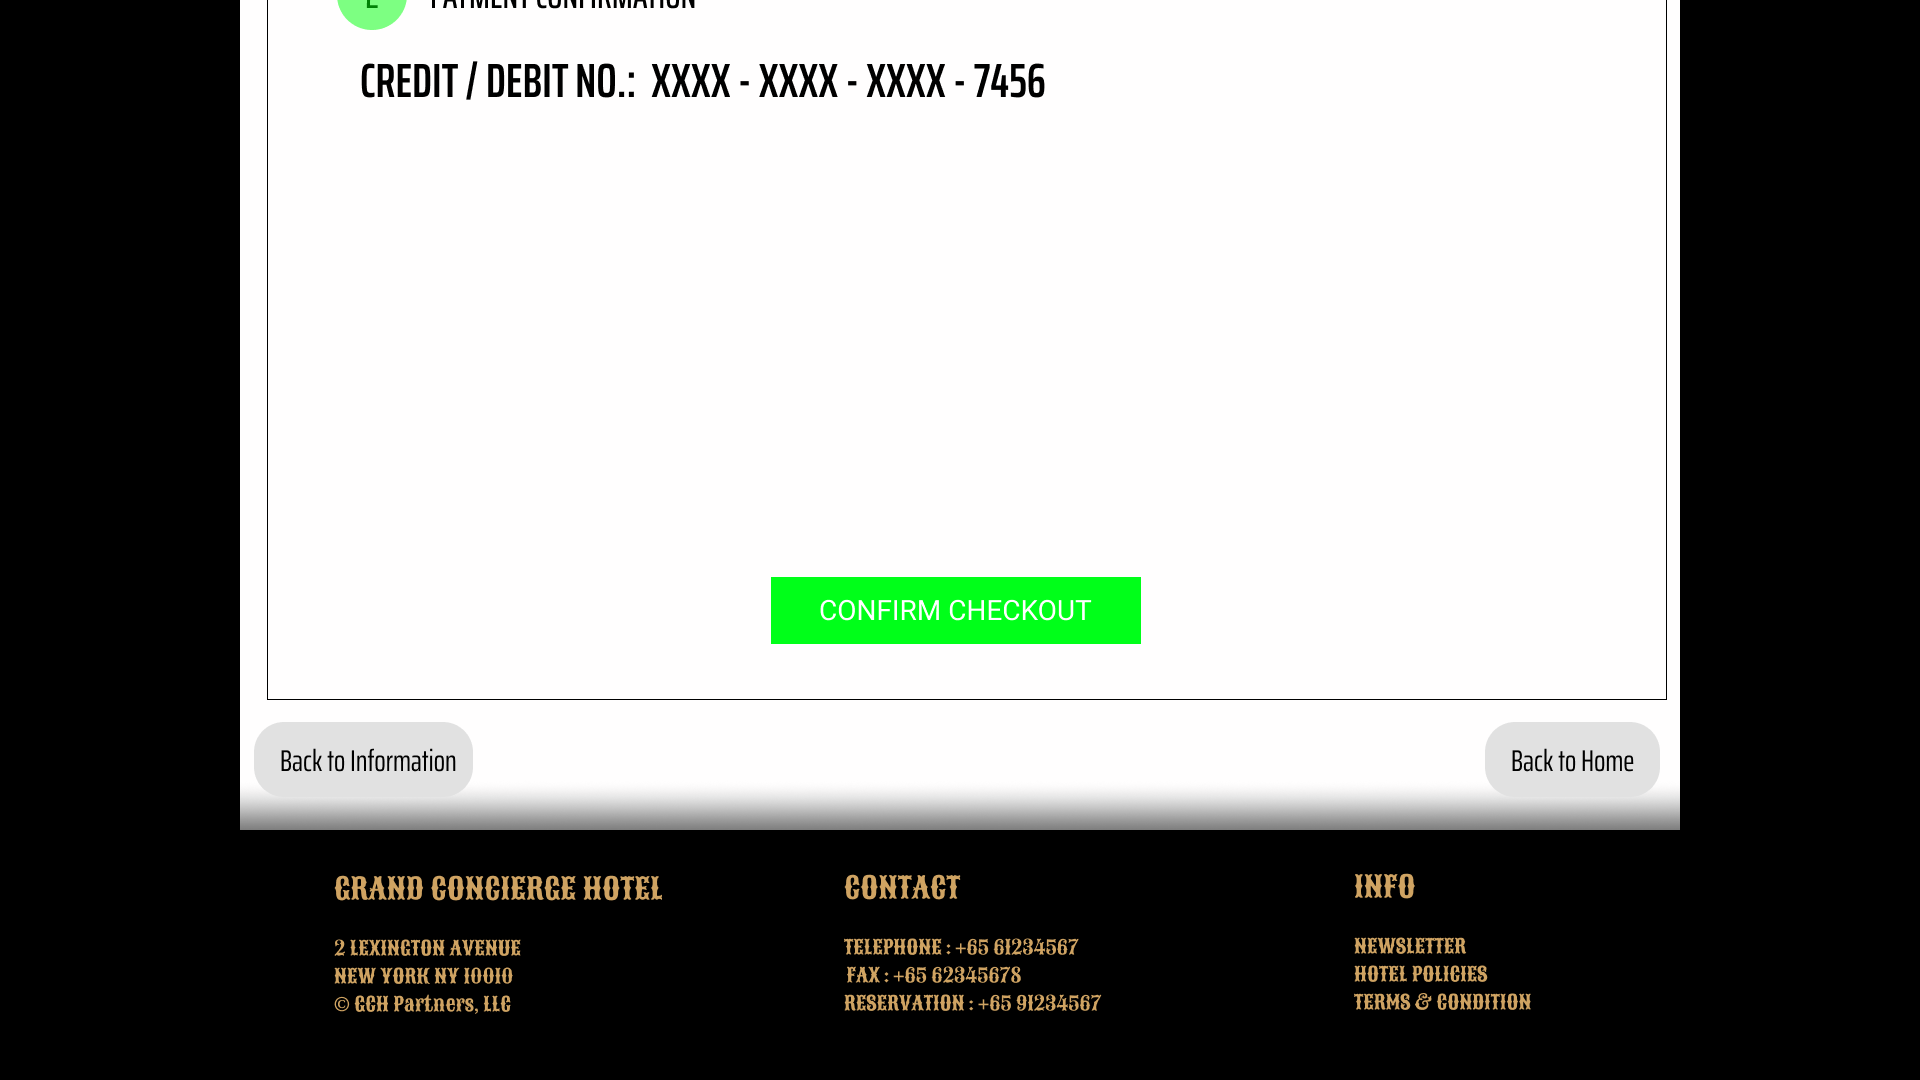 PAYMENT CONFIRMATION
CREDIT / DEBIT NO.: XXXX - XXXX - XXXX - 7456
CONFIRM CHECKOUT
Back to Information
Back to Home
GRAND CONCIERGE HOTEL
2 LEXINGTON AVENUE
NEW YORK NY 10010
© GCH Partners, LLC
CONTACT
TELEPHONE : +65 61234567
FAX : +65 62345678
RESERVATION : +65 91234567
INFO
NEWSLETTER
HOTEL POLICIES
TERMS & CONDITION